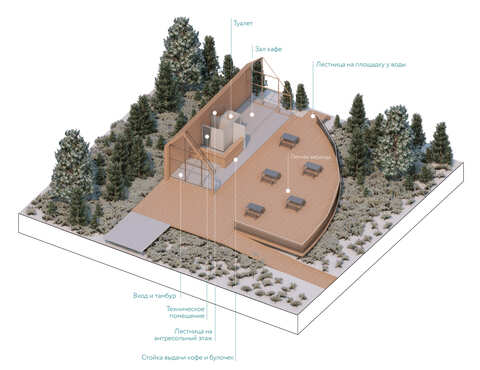 Туалет
Зал кафе
Лестница на площадку у воды
Летняя веранда
Вход и тамбур
Техническое
помещение
Лестница на
антресольный этаж
Стойка выдачи кофе и булочек